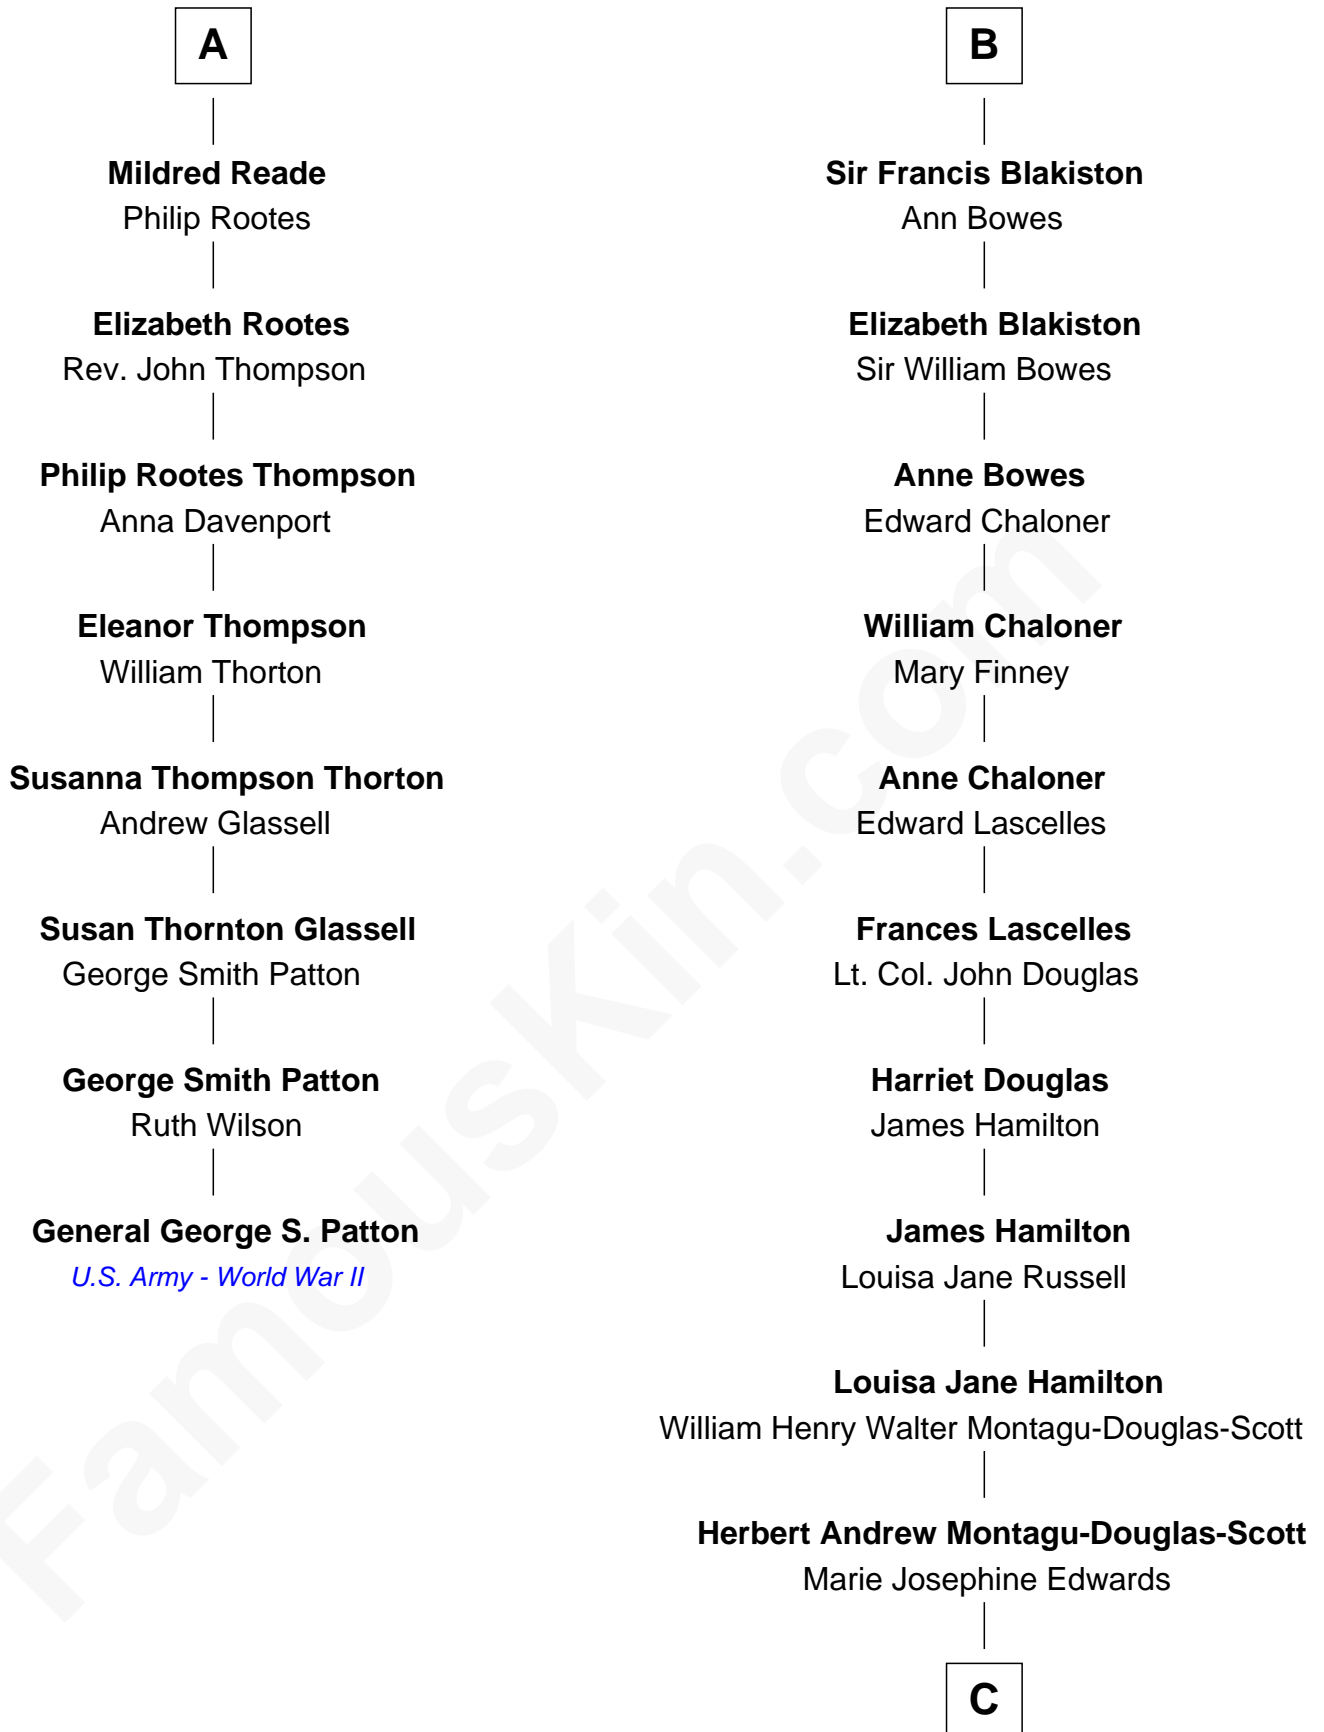 A
Mildred Reade
Philip Rootes
Elizabeth Rootes
Rev. John Thompson
Philip Rootes Thompson
Anna Davenport
Eleanor Thompson
William Thorton
Susanna Thompson Thorton
Andrew Glassell
Susan Thornton Glassell
George Smith Patton
George Smith Patton
Ruth Wilson
General George S. Patton
U.S. Army - World War II
B
Sir Francis Blakiston
Ann Bowes
Elizabeth Blakiston
Sir William Bowes
Anne Bowes
Edward Chaloner
William Chaloner
Mary Finney
Anne Chaloner
Edward Lascelles
Frances Lascelles
Lt. Col. John Douglas
Harriet Douglas
James Hamilton
James Hamilton
Louisa Jane Russell
Louisa Jane Hamilton
William Henry Walter Montagu-Douglas-Scott
Herbert Andrew Montagu-Douglas-Scott
Marie Josephine Edwards
C
FamousKin.com